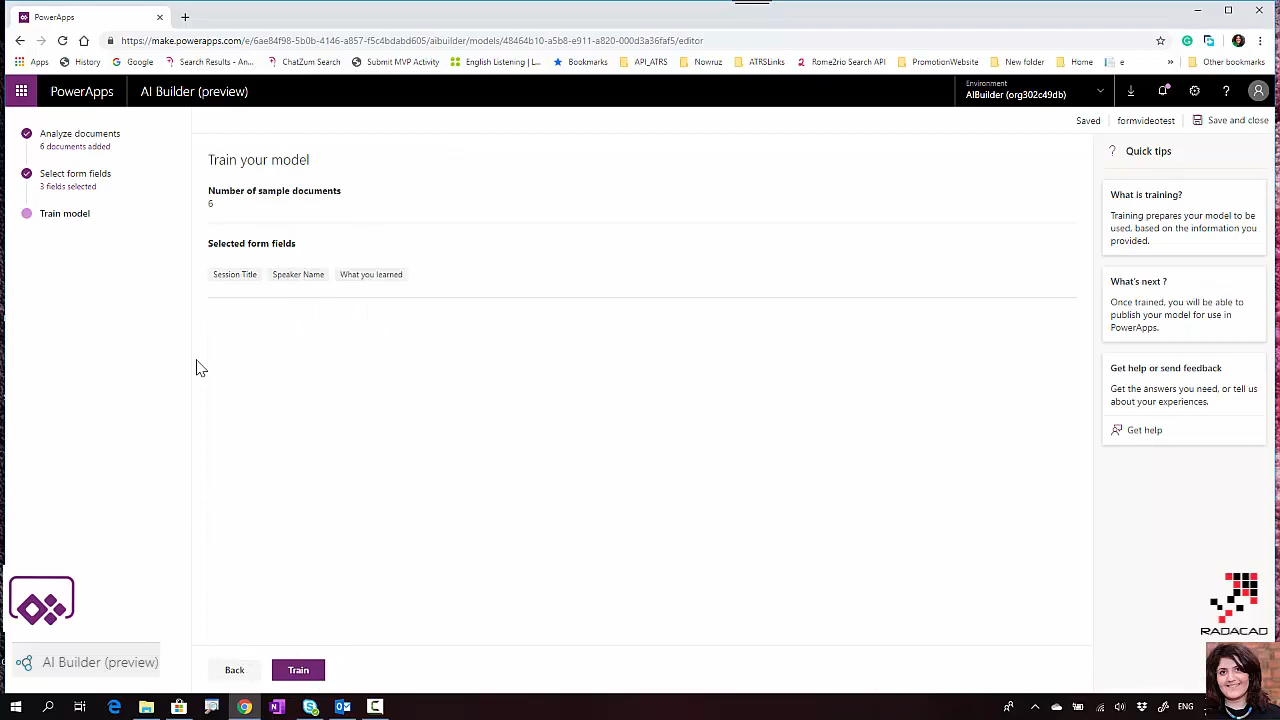 PowerApps
https://make.powerapps.com/e/6ae84f98-5b0b-4146-a857-f5c4bdabd605/aibuilder/models/48464b10-a5b8-e911-a820-000d3a36faf5/editor
Apps History Google Search Results - An... ChatZum Search Submit MVP Activity English Listening | L... Bookmarks API_ATRS Nowruz ATRSLinks Rome2rio Search API PromotionWebsite New folder Home e » Other bookmarks
PowerApps AI Builder (preview)
Environment
AIBuilder (org302c49db)
Saved formvideotest Save and close
Analyze documents
6 documents added
Select form fields
3 fields selected
Train model
Train your model
Number of sample documents
6
Selected form fields
Session Title Speaker Name What you learned
Quick tips
What is training?
Training prepares your model to be
used, based on the information you
provided.
What's next ?
Once trained, you will be able to
publish your model for use in
PowerApps.
Get help or send feedback
Get the answers you need, or tell us
about your experiences.
Get help
Back Train
AI Builder (preview)
RADACAD
ENG